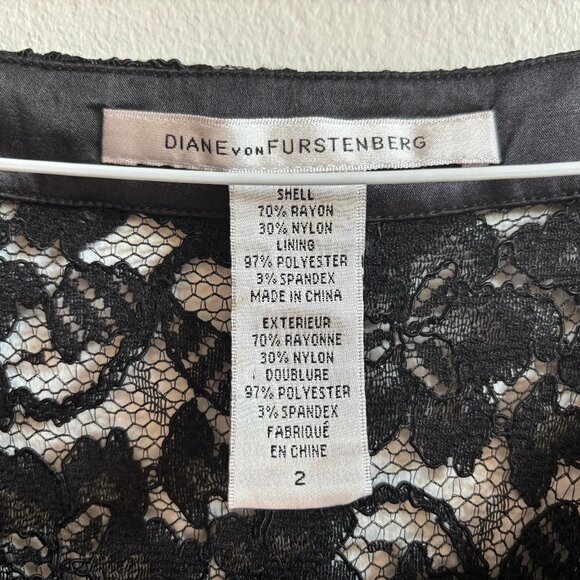 DIANE VON FURSTENBERG
SHELL
70% RAYON
30% NYLON
LINING
97% POLYESTER
3% SPANDEX
MADE IN CHINA
EXTERIEUR
70% RAYONNE
30% NYLON
DOUBLURE
97% POLYESTER
3% SPANDEX
FABRIQUÉ
EN CHINE
2